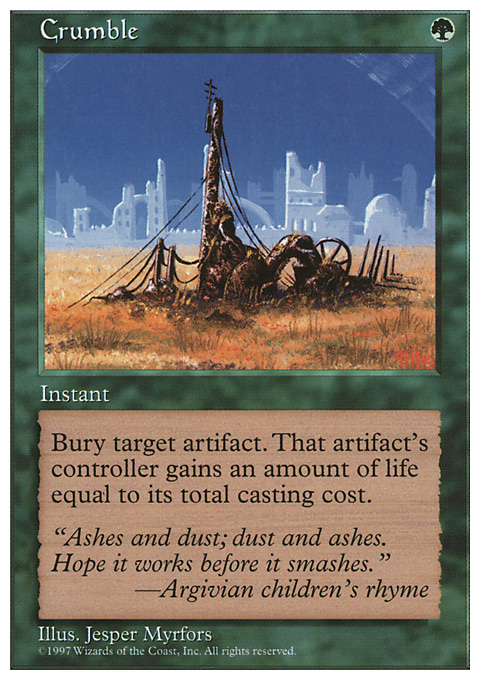 Crumble
Instant
Bury target artifact. That artifact's
controller gains an amount of life
equal to its total casting cost.
"Ashes and dust; dust and ashes.
Hope it works before it smashes."
—Argivian children's rhyme
Illus. Jesper Myrfors
©1997 Wizards of the Coast, Inc. All rights reserved.